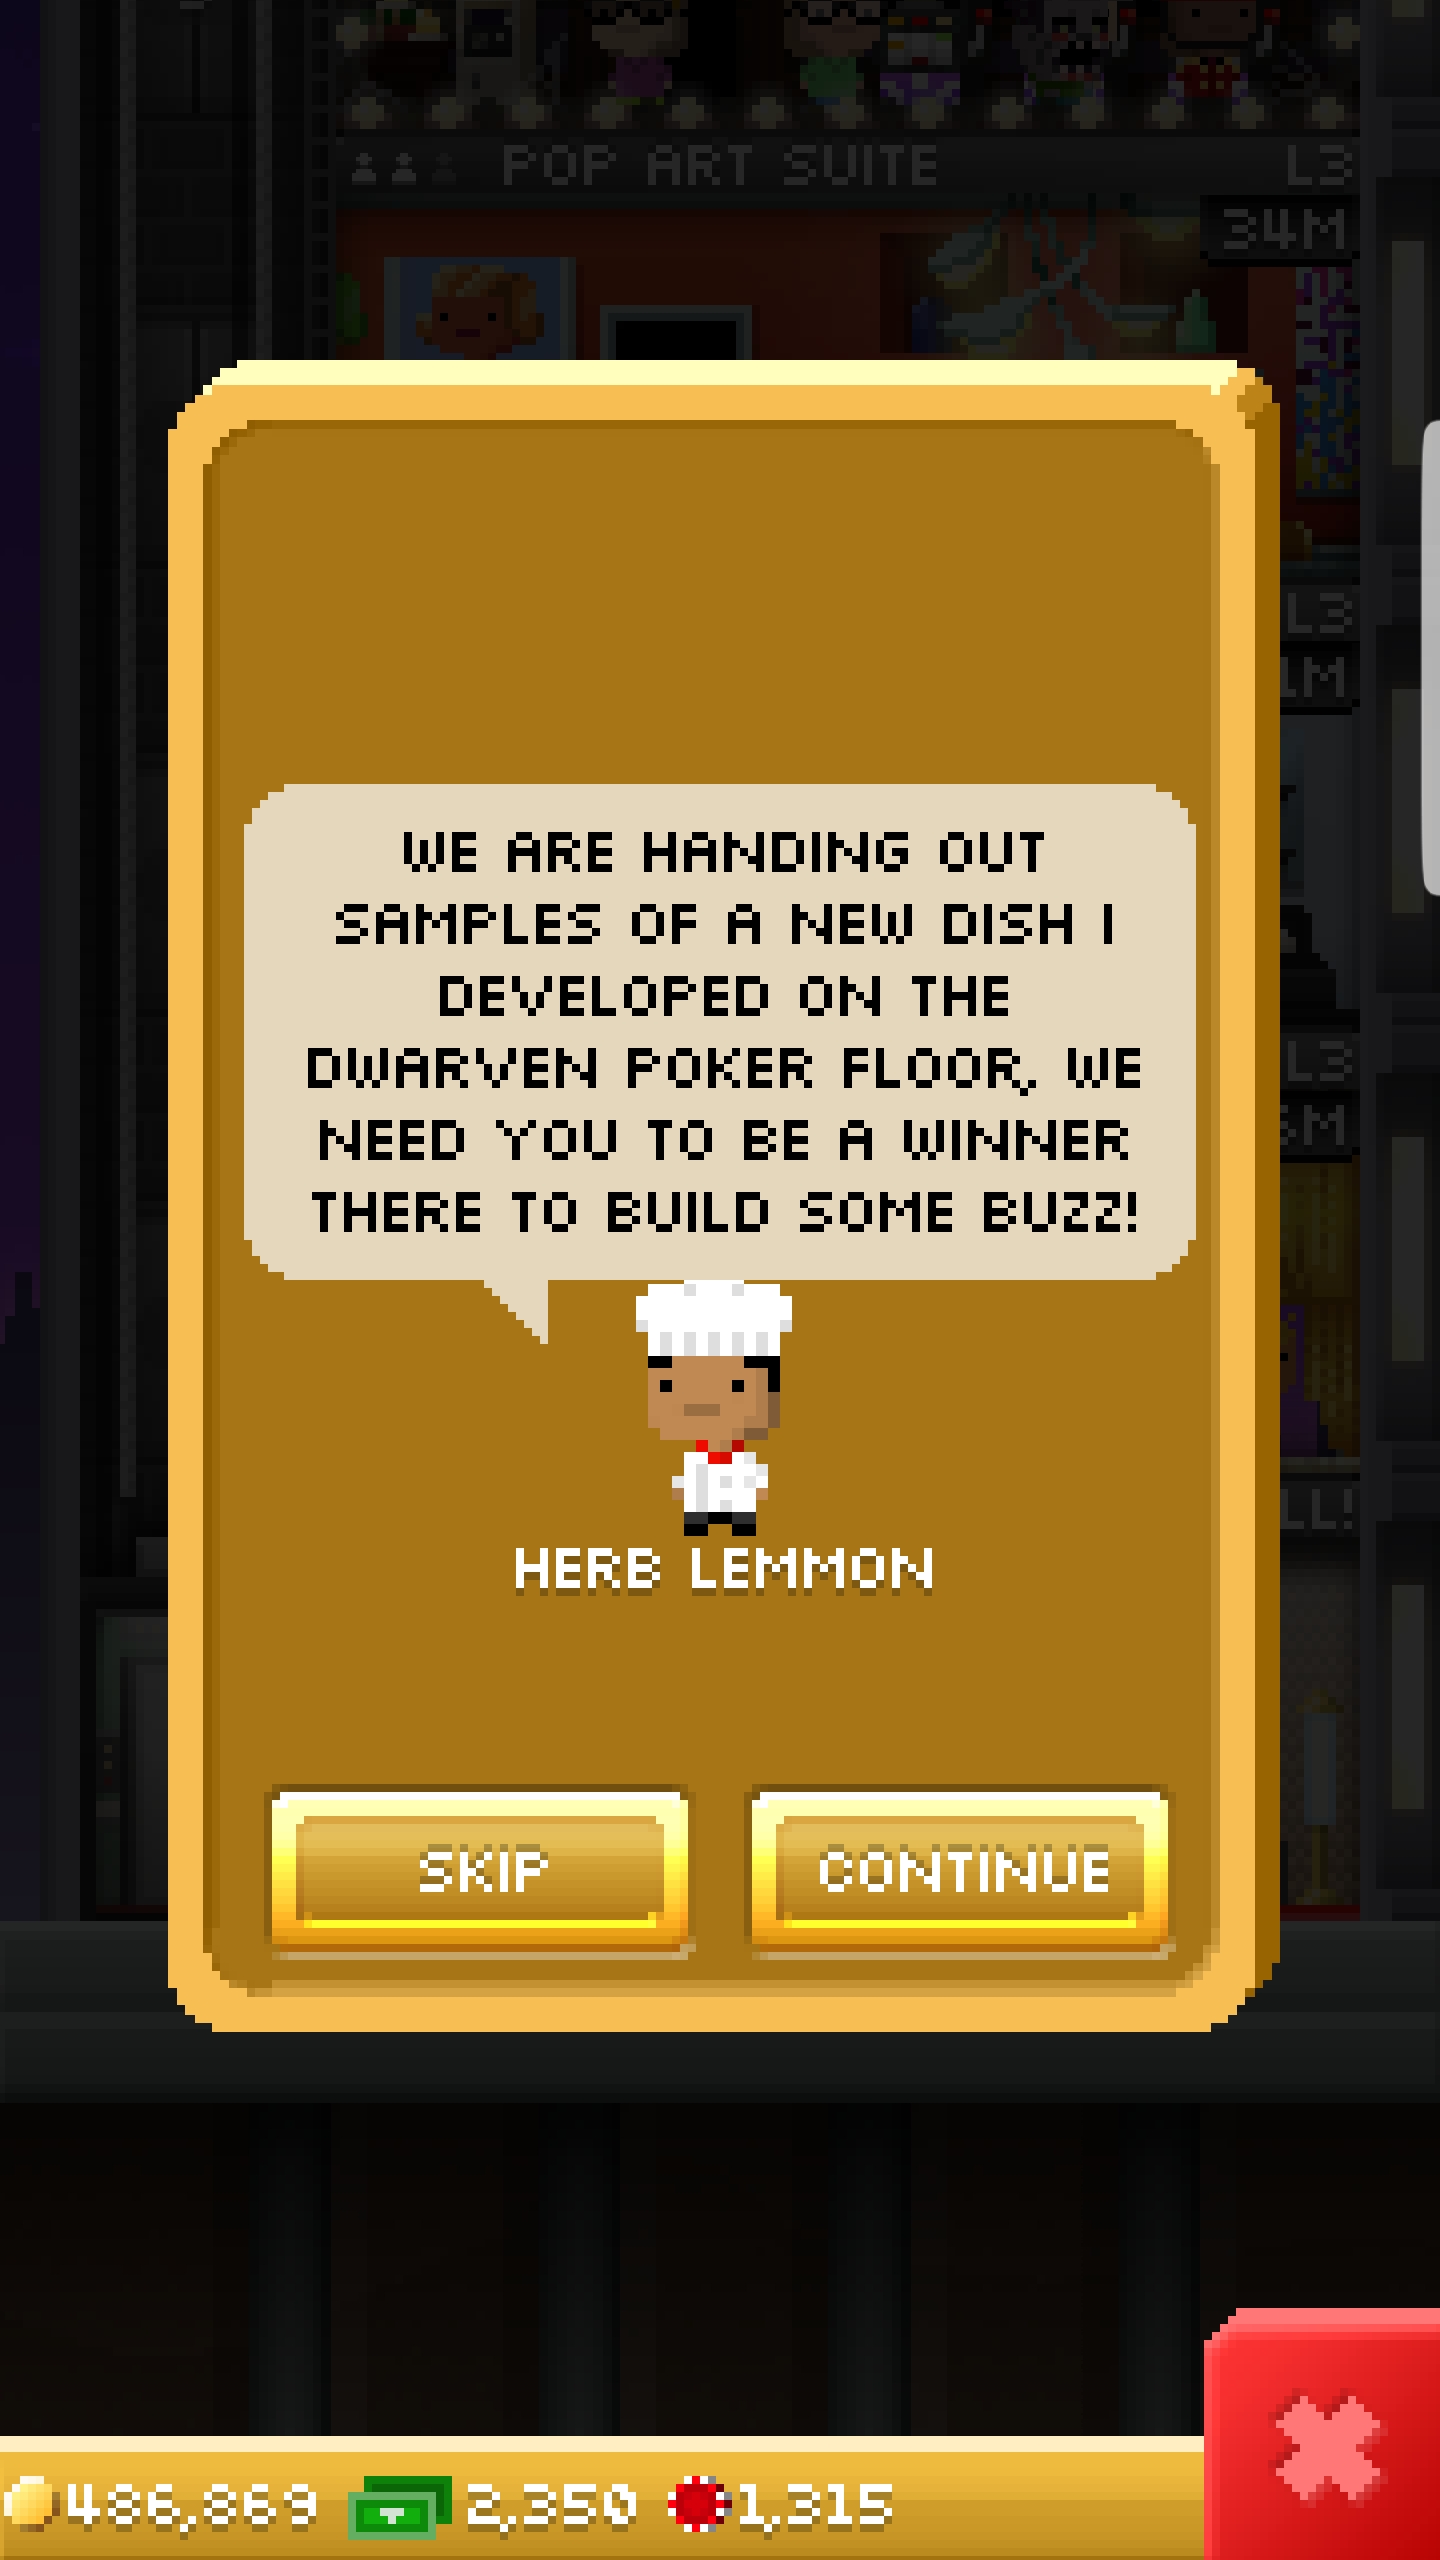 POP ART SUITE L3
34M
L3
1M
L3
5M
LL!
WE ARE HANDING OUT
SAMPLES OF A NEW DISH I
DEVELOPED ON THE
DWARVEN POKER FLOOR, WE
NEED YOU TO BE A WINNER
THERE TO BUILD SOME BUZZ!
HERB LEMMON
SKIP CONTINUE
486,869 2,350 1,315